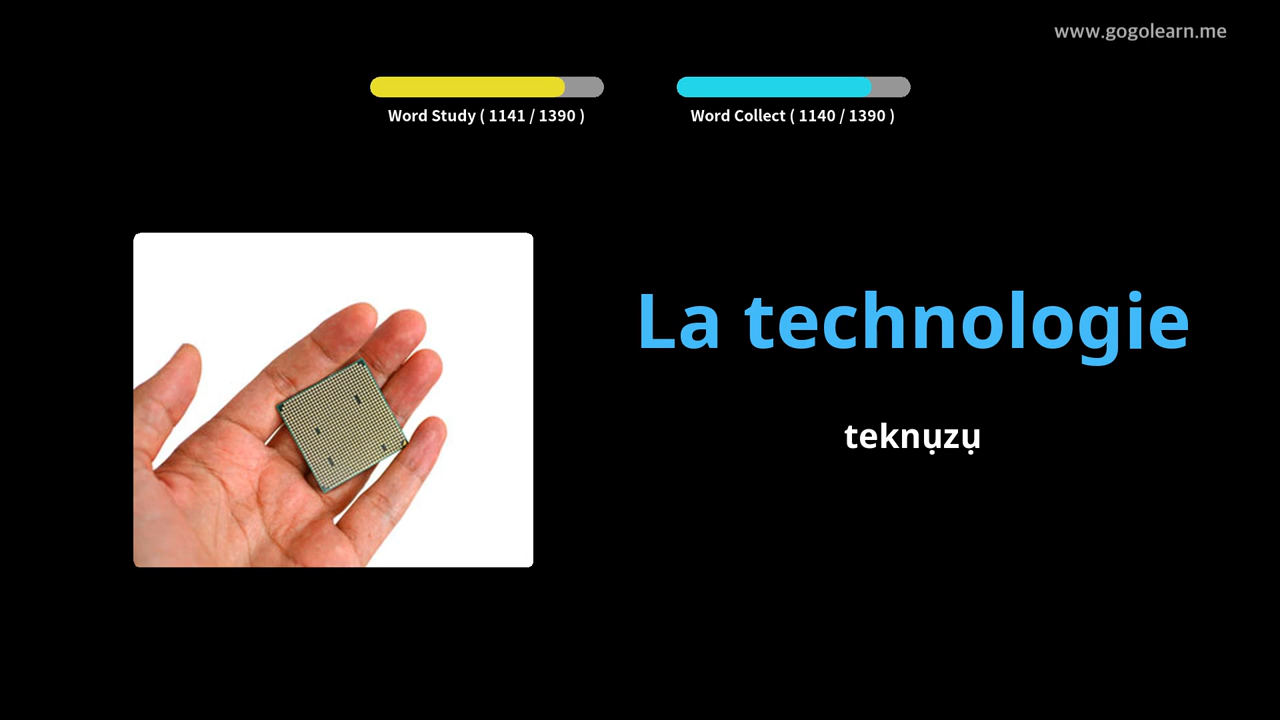 www.gogolearn.me
Word Study ( 1141 / 1390 )
Word Collect ( 1140 / 1390 )
La technologie
teknụzụ